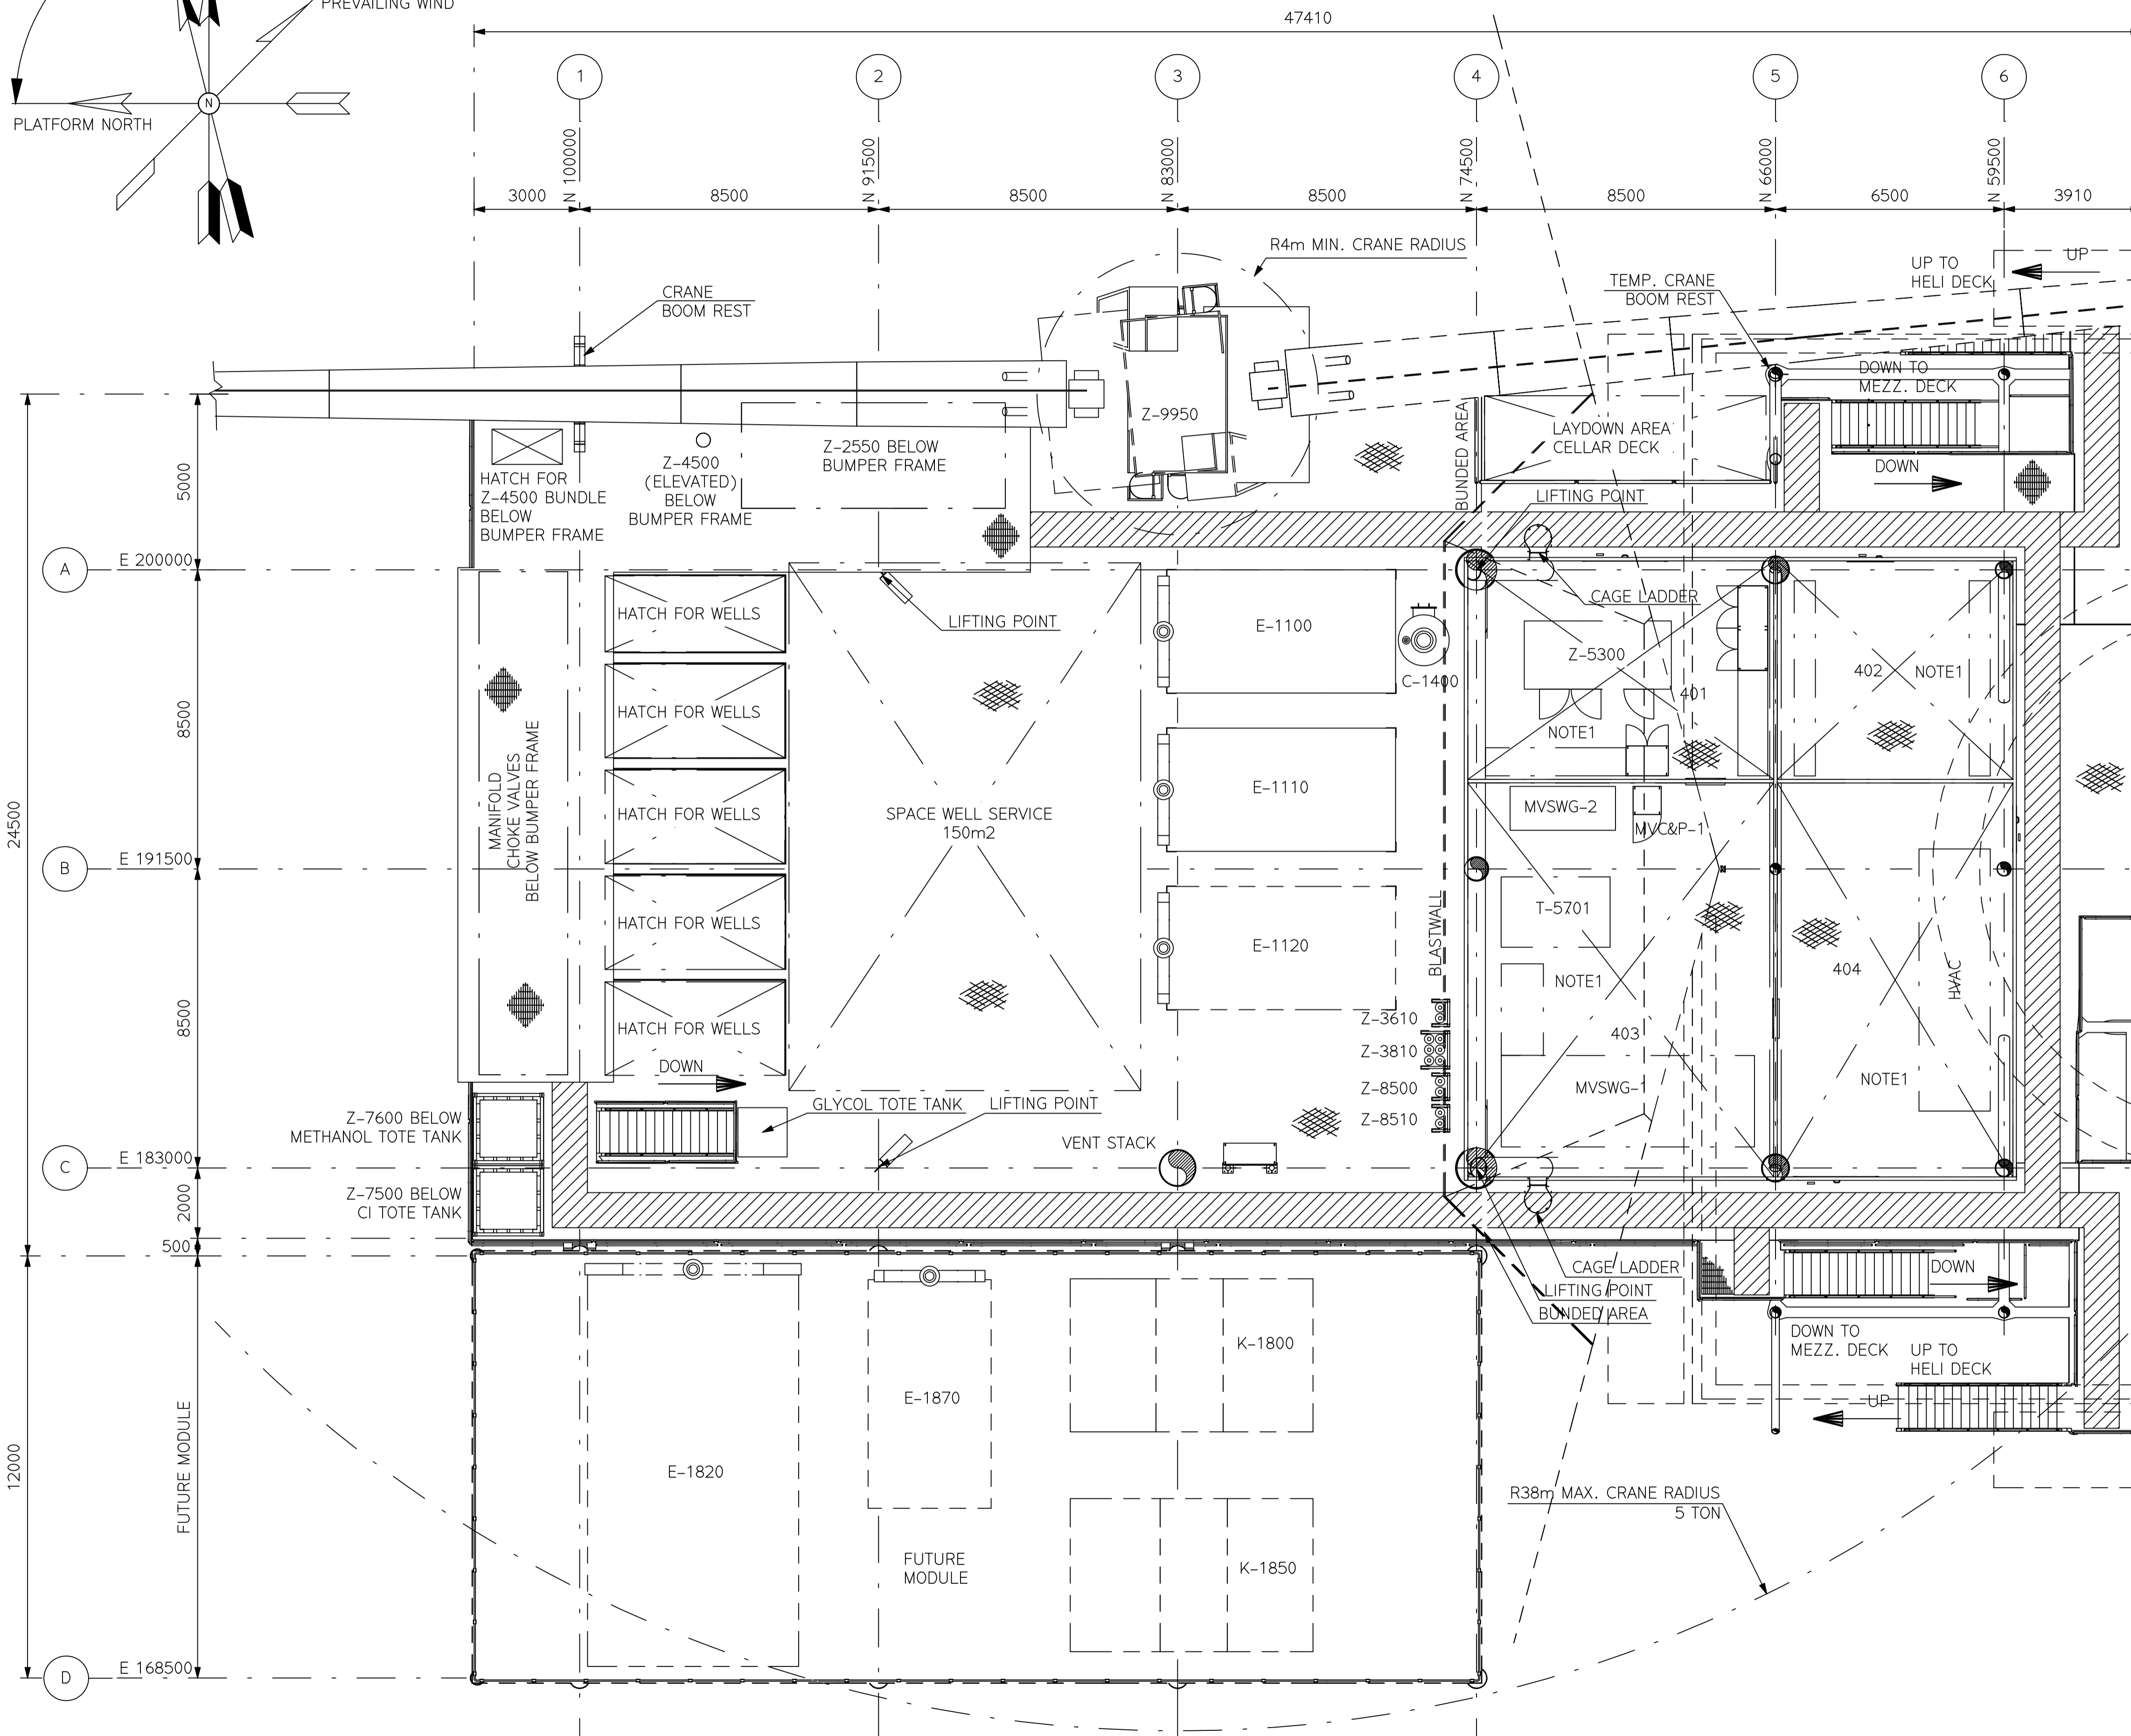 PREVAILING WIND
PLATFORM NORTH
N
47410
1
2
3
4
5
6
N 100000
N 91500
N 83000
N 74500
N 66000
N 59500
3000
8500
8500
8500
8500
6500
3910
R4m MIN. CRANE RADIUS
UP
UP TO
HELI DECK
TEMP. CRANE
BOOM REST
CRANE
BOOM REST
DOWN TO
MEZZ. DECK
Z-9950
LAYDOWN AREA
CELLAR DECK
BUNDED AREA
DOWN
Z-2550 BELOW
BUMPER FRAME
Z-4500
(ELEVATED)
BELOW
BUMPER FRAME
HATCH FOR
Z-4500 BUNDLE
BELOW
BUMPER FRAME
LIFTING POINT
5000
A
E 200000
HATCH FOR WELLS
LIFTING POINT
CAGE LADDER
E-1100
C-1400
Z-5300
401
402
NOTE1
NOTE1
8500
HATCH FOR WELLS
MANIFOLD
CHOKE VALVES
BELOW BUMPER FRAME
E-1110
MVSWG-2
MVC&P-1
HATCH FOR WELLS
SPACE WELL SERVICE
150m2
24500
B
E 191500
HATCH FOR WELLS
E-1120
BLASTWALL
T-5701
NOTE1
403
404
HVAC
NOTE1
8500
HATCH FOR WELLS
DOWN
Z-3610
Z-3810
Z-8500
Z-8510
MVSWG-1
GLYCOL TOTE TANK
LIFTING POINT
Z-7600 BELOW
METHANOL TOTE TANK
VENT STACK
C
E 183000
Z-7500 BELOW
CI TOTE TANK
2000
500
CAGE LADDER
LIFTING POINT
BUNDED AREA
DOWN
DOWN TO
MEZZ. DECK
UP TO
HELI DECK
UP
K-1800
E-1870
E-1820
12000
FUTURE MODULE
R38m MAX. CRANE RADIUS
5 TON
FUTURE
MODULE
K-1850
D
E 168500